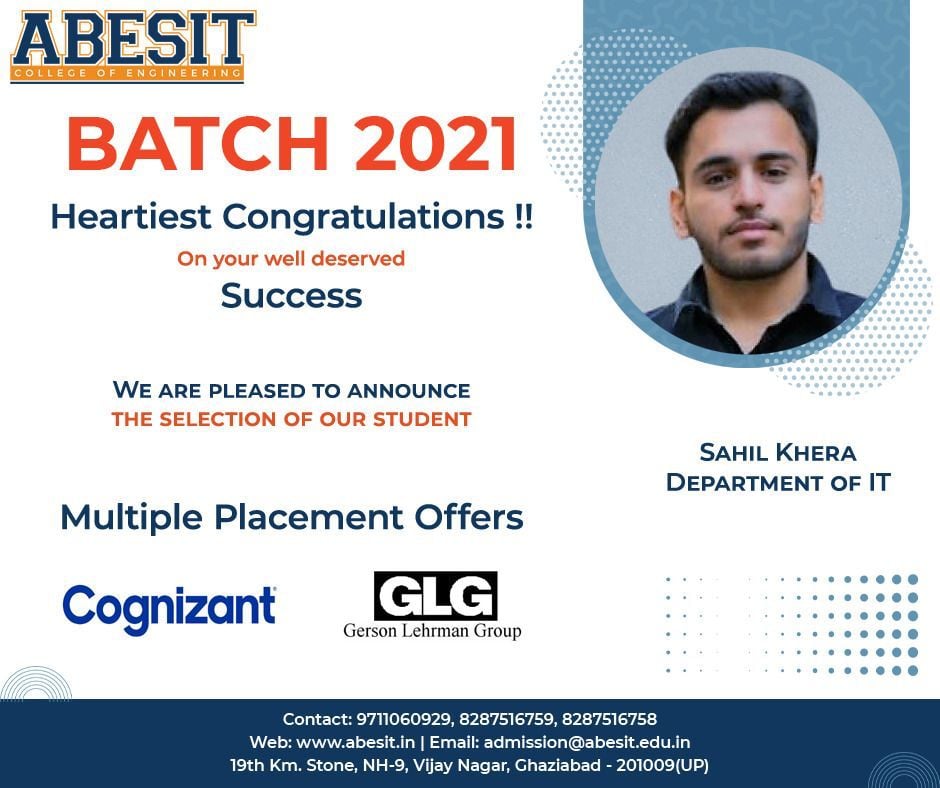 ABESIT
COLLEGE OF ENGINEERING
BATCH 2021
Heartiest Congratulations !!
On your well deserved
Success
WE ARE PLEASED TO ANNOUNCE
THE SELECTION OF OUR STUDENT
SAHIL KHERA
DEPARTMENT OF IT
Multiple Placement Offers
Cognizant
GLG
Gerson Lehrman Group
Contact: 9711060929, 8287516759, 8287516758
Web: www.abesit.in | Email: admission@abesit.edu.in
19th Km. Stone, NH-9, Vijay Nagar, Ghaziabad - 201009(UP)